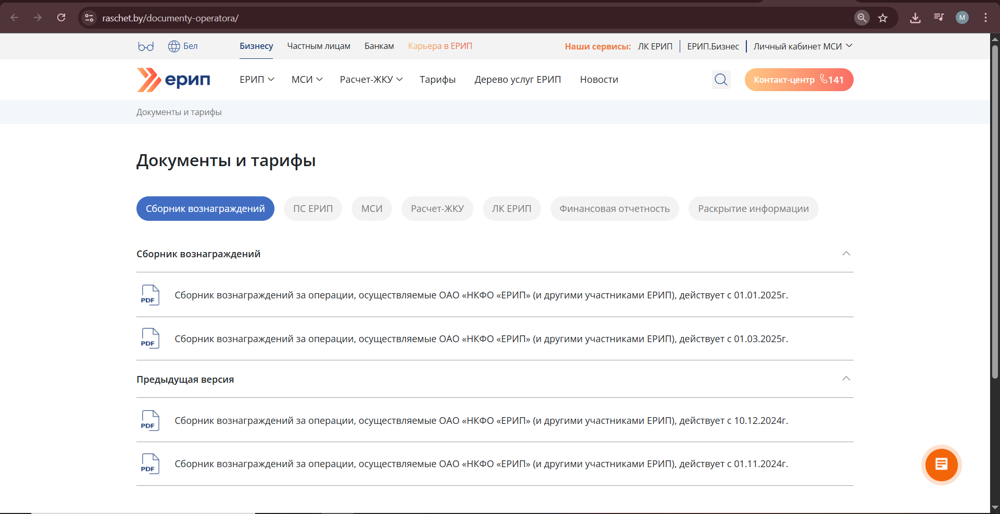 raschet.by/documenty-operatora/
M
Бел
Бизнесу
Частным лицам
Банкам
Карьера в ЕРИП
Наши сервисы:
ЛК ЕРИП
ЕРИП.Бизнес
Личный кабинет МСИ
ерип
ЕРИП
МСИ
Расчет-ЖКУ
Тарифы
Дерево услуг ЕРИП
Новости
Контакт-центр 141
Документы и тарифы
Документы и тарифы
Сборник вознаграждений
ПС ЕРИП
МСИ
Расчет-ЖКУ
ЛК ЕРИП
Финансовая отчетность
Раскрытие информации
Сборник вознаграждений
PDF
Сборник вознаграждений за операции, осуществляемые ОАО «НКФО «ЕРИП» (и другими участниками ЕРИП), действует с 01.01.2025г.
PDF
Сборник вознаграждений за операции, осуществляемые ОАО «НКФО «ЕРИП» (и другими участниками ЕРИП), действует с 01.03.2025г.
Предыдущая версия
PDF
Сборник вознаграждений за операции, осуществляемые ОАО «НКФО «ЕРИП» (и другими участниками ЕРИП), действует с 10.12.2024г.
PDF
Сборник вознаграждений за операции, осуществляемые ОАО «НКФО «ЕРИП» (и другими участниками ЕРИП), действует с 01.11.2024г.